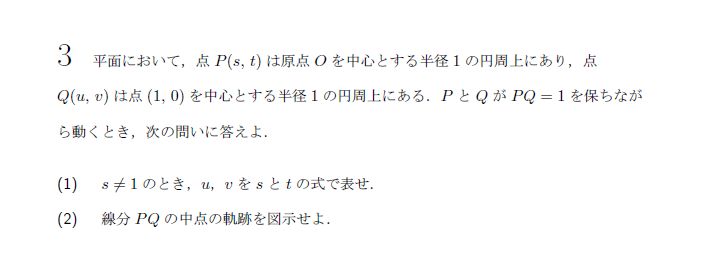 3 平面において，点 P(s, t) は原点 O を中心とする半径 1 の円周上にあり，点
Q(u, v) は点 (1, 0) を中心とする半径 1 の円周上にある．P と Q が PQ = 1 を保ちなが
ら動くとき，次の問いに答えよ．
(1) s ≠ 1 のとき，u，v を s と t の式で表せ．
(2) 線分 PQ の中点の軌跡を図示せよ．